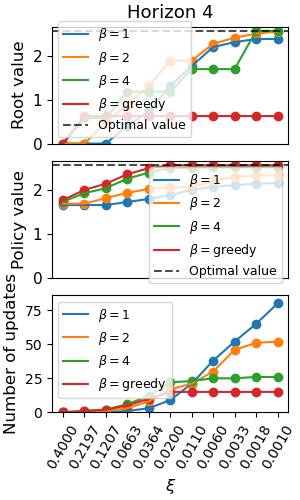 Horizon 4
Root value
2
1
0
β = 1
β = 2
β = 4
β = greedy
Optimal value
Policy value
2
1
0
β = 1
β = 2
β = 4
β = greedy
Optimal value
Number of updates
75
50
25
0
β = 1
β = 2
β = 4
β = greedy
0.4000
0.2197
0.1207
0.0663
0.0364
0.0200
0.0110
0.0060
0.0033
0.0018
0.0010
ξ